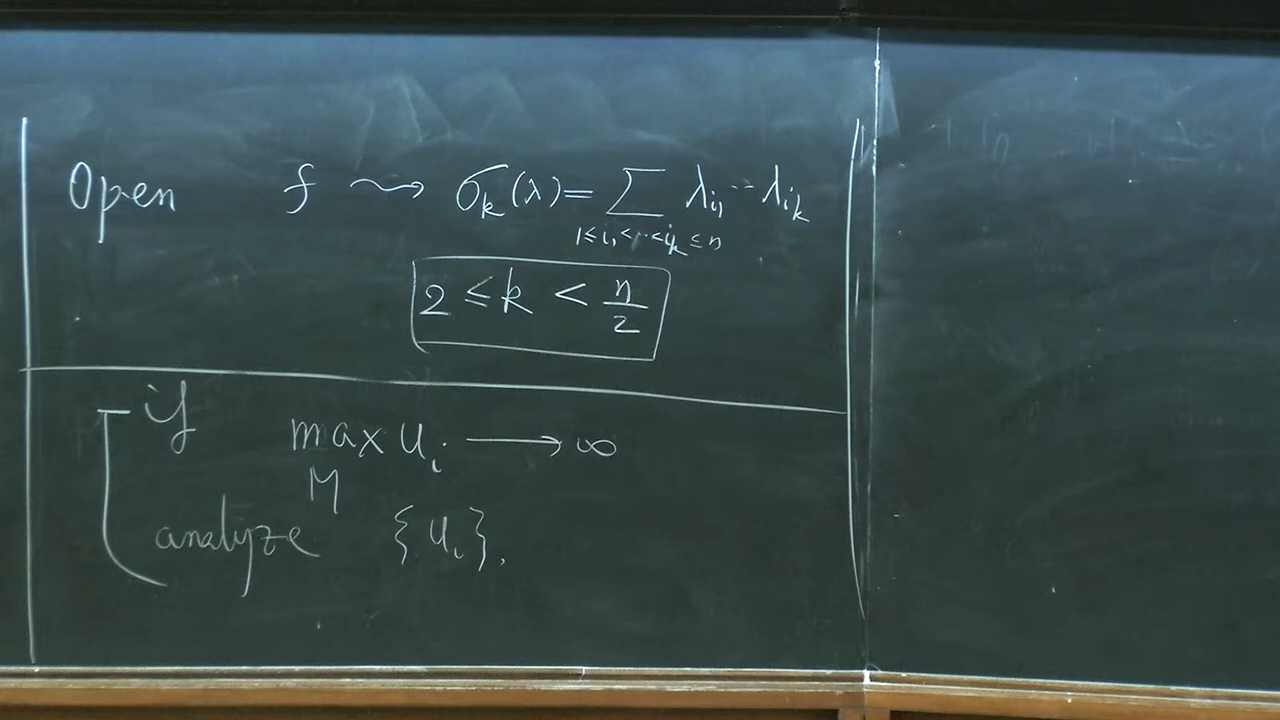 Open f ⇝ σ_k(λ) = ∑_{1≤i_1<⋯<i_k≤n} λ_{i_1} ⋯ λ_{i_k}
2 ≤ k < n/2
if max_M u_i ⟶ ∞
analyze {u_i}.